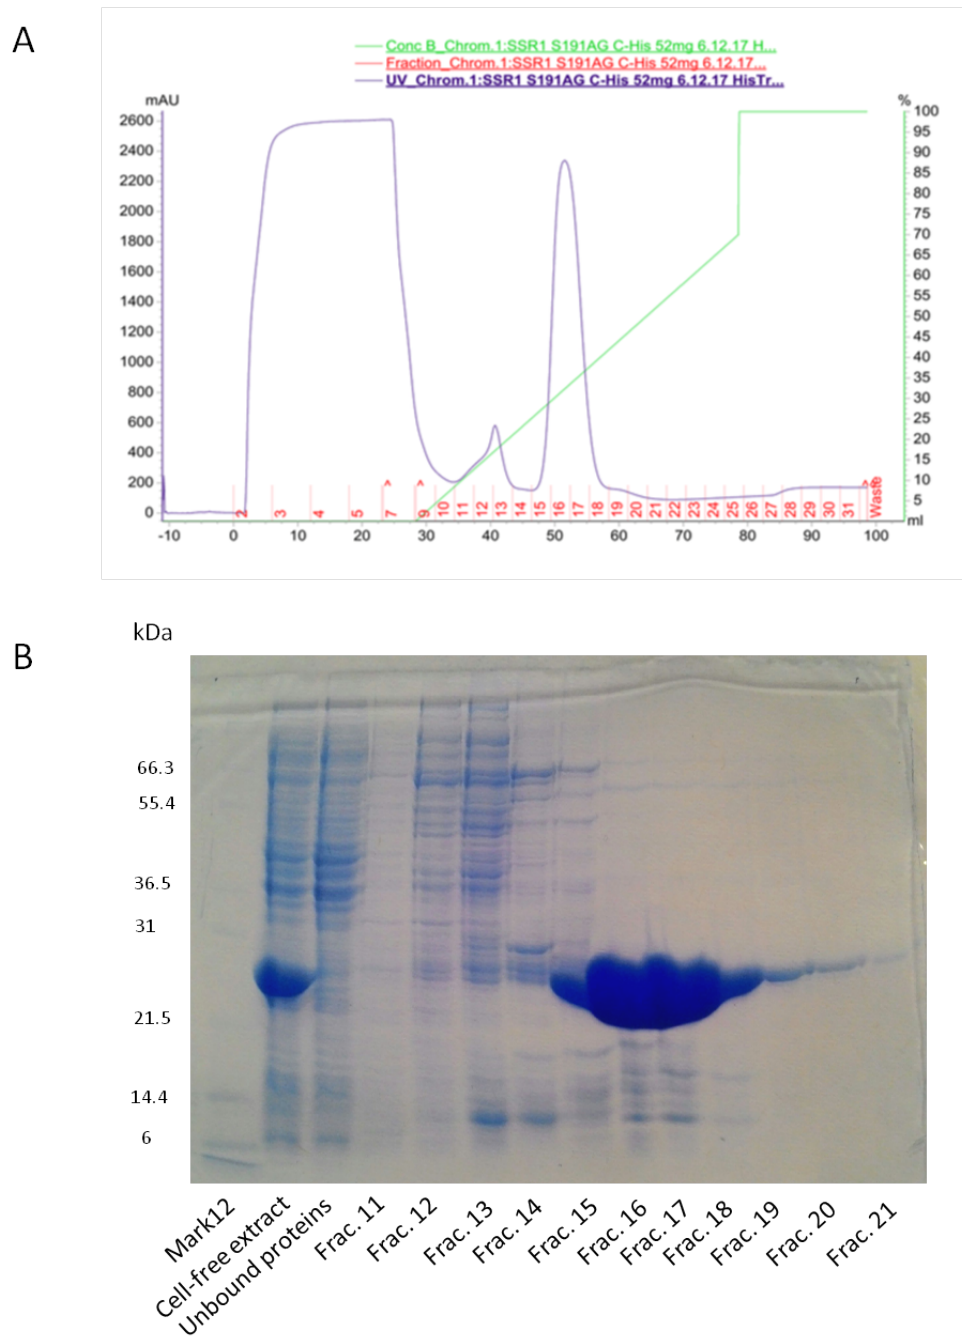 A
Conc B_Chrom.1:SSR1 S191AG C-His 52mg 6.12.17 H...
Fraction_Chrom.1:SSR1 S191AG C-His 52mg 6.12.17...
UV_Chrom.1:SSR1 S191AG C-His 52mg 6.12.17 HisTr...
mAU
%
2600
2400
2200
2000
1800
1600
1400
1200
1000
800
600
400
200
0
100
95
90
85
80
75
70
65
60
55
50
45
40
35
30
25
20
15
10
5
2 3 4 5 7 9 10 11 12 13 14 15 16 17 18 19 20 21 22 23 24 25 26 27 28 29 30 31 Waste
-10 0 10 20 30 40 50 60 70 80 90 100
ml
B
kDa
66.3
55.4
36.5
31
21.5
14.4
6
Mark12
Cell-free extract
Unbound proteins
Frac. 11
Frac. 12
Frac. 13
Frac. 14
Frac. 15
Frac. 16
Frac. 17
Frac. 18
Frac. 19
Frac. 20
Frac. 21